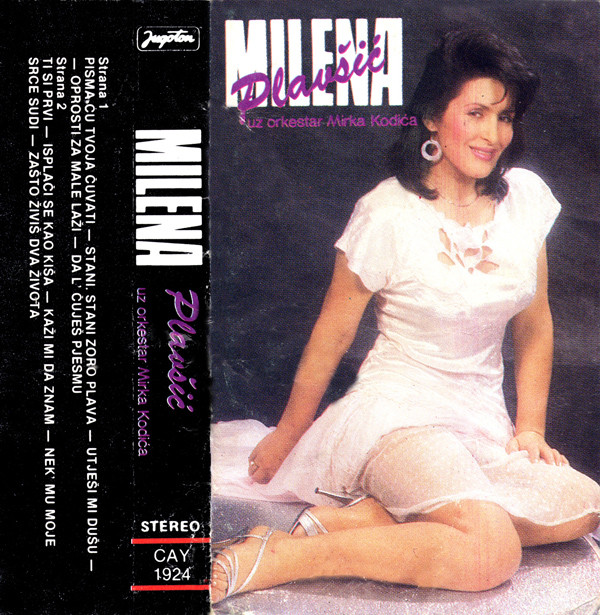 Strana 1
PISMA ĆU TVOJA ČUVATI — STANI. STANI ZORO PLAVA — UTJEŠI MI DUŠU —
— OPROSTI ZA MALE LAŽI — DA L' ČUJEŠ PJESMU
Strana 2
TI SI PRVI — ISPLAČI SE KAO KIŠA — KAŽI MI DA ZNAM — NEK' MU MOJE
SRCE SUDI — ZAŠTO ŽIVIŠ DVA ŽIVOTA
Jugoton
MILENA
Plavšić
uz orkestar Mirka Kodića
STEREO
CAY
1924
MILENA
Plavšić
uz orkestar Mirka Kodića